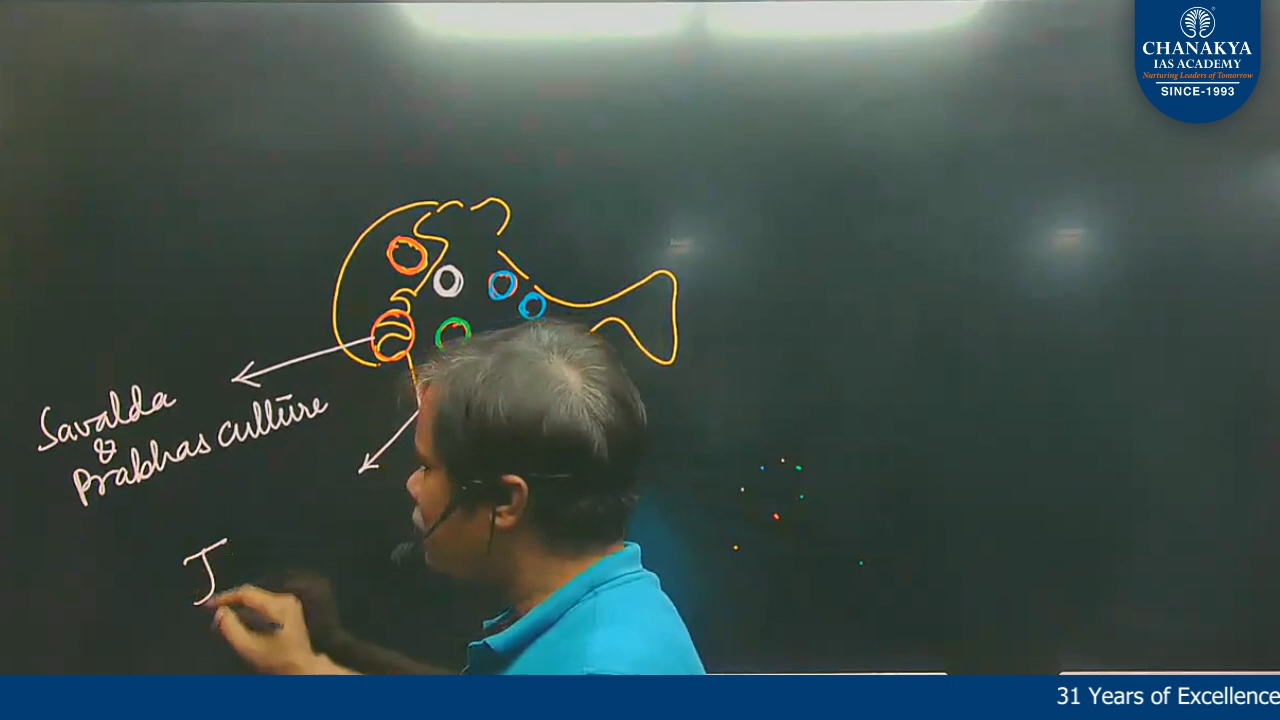 CHANAKYA
IAS ACADEMY
Nurturing Leaders of Tomorrow
SINCE-1993
Savalda
&
Prabhas culture
J
31 Years of Excellence